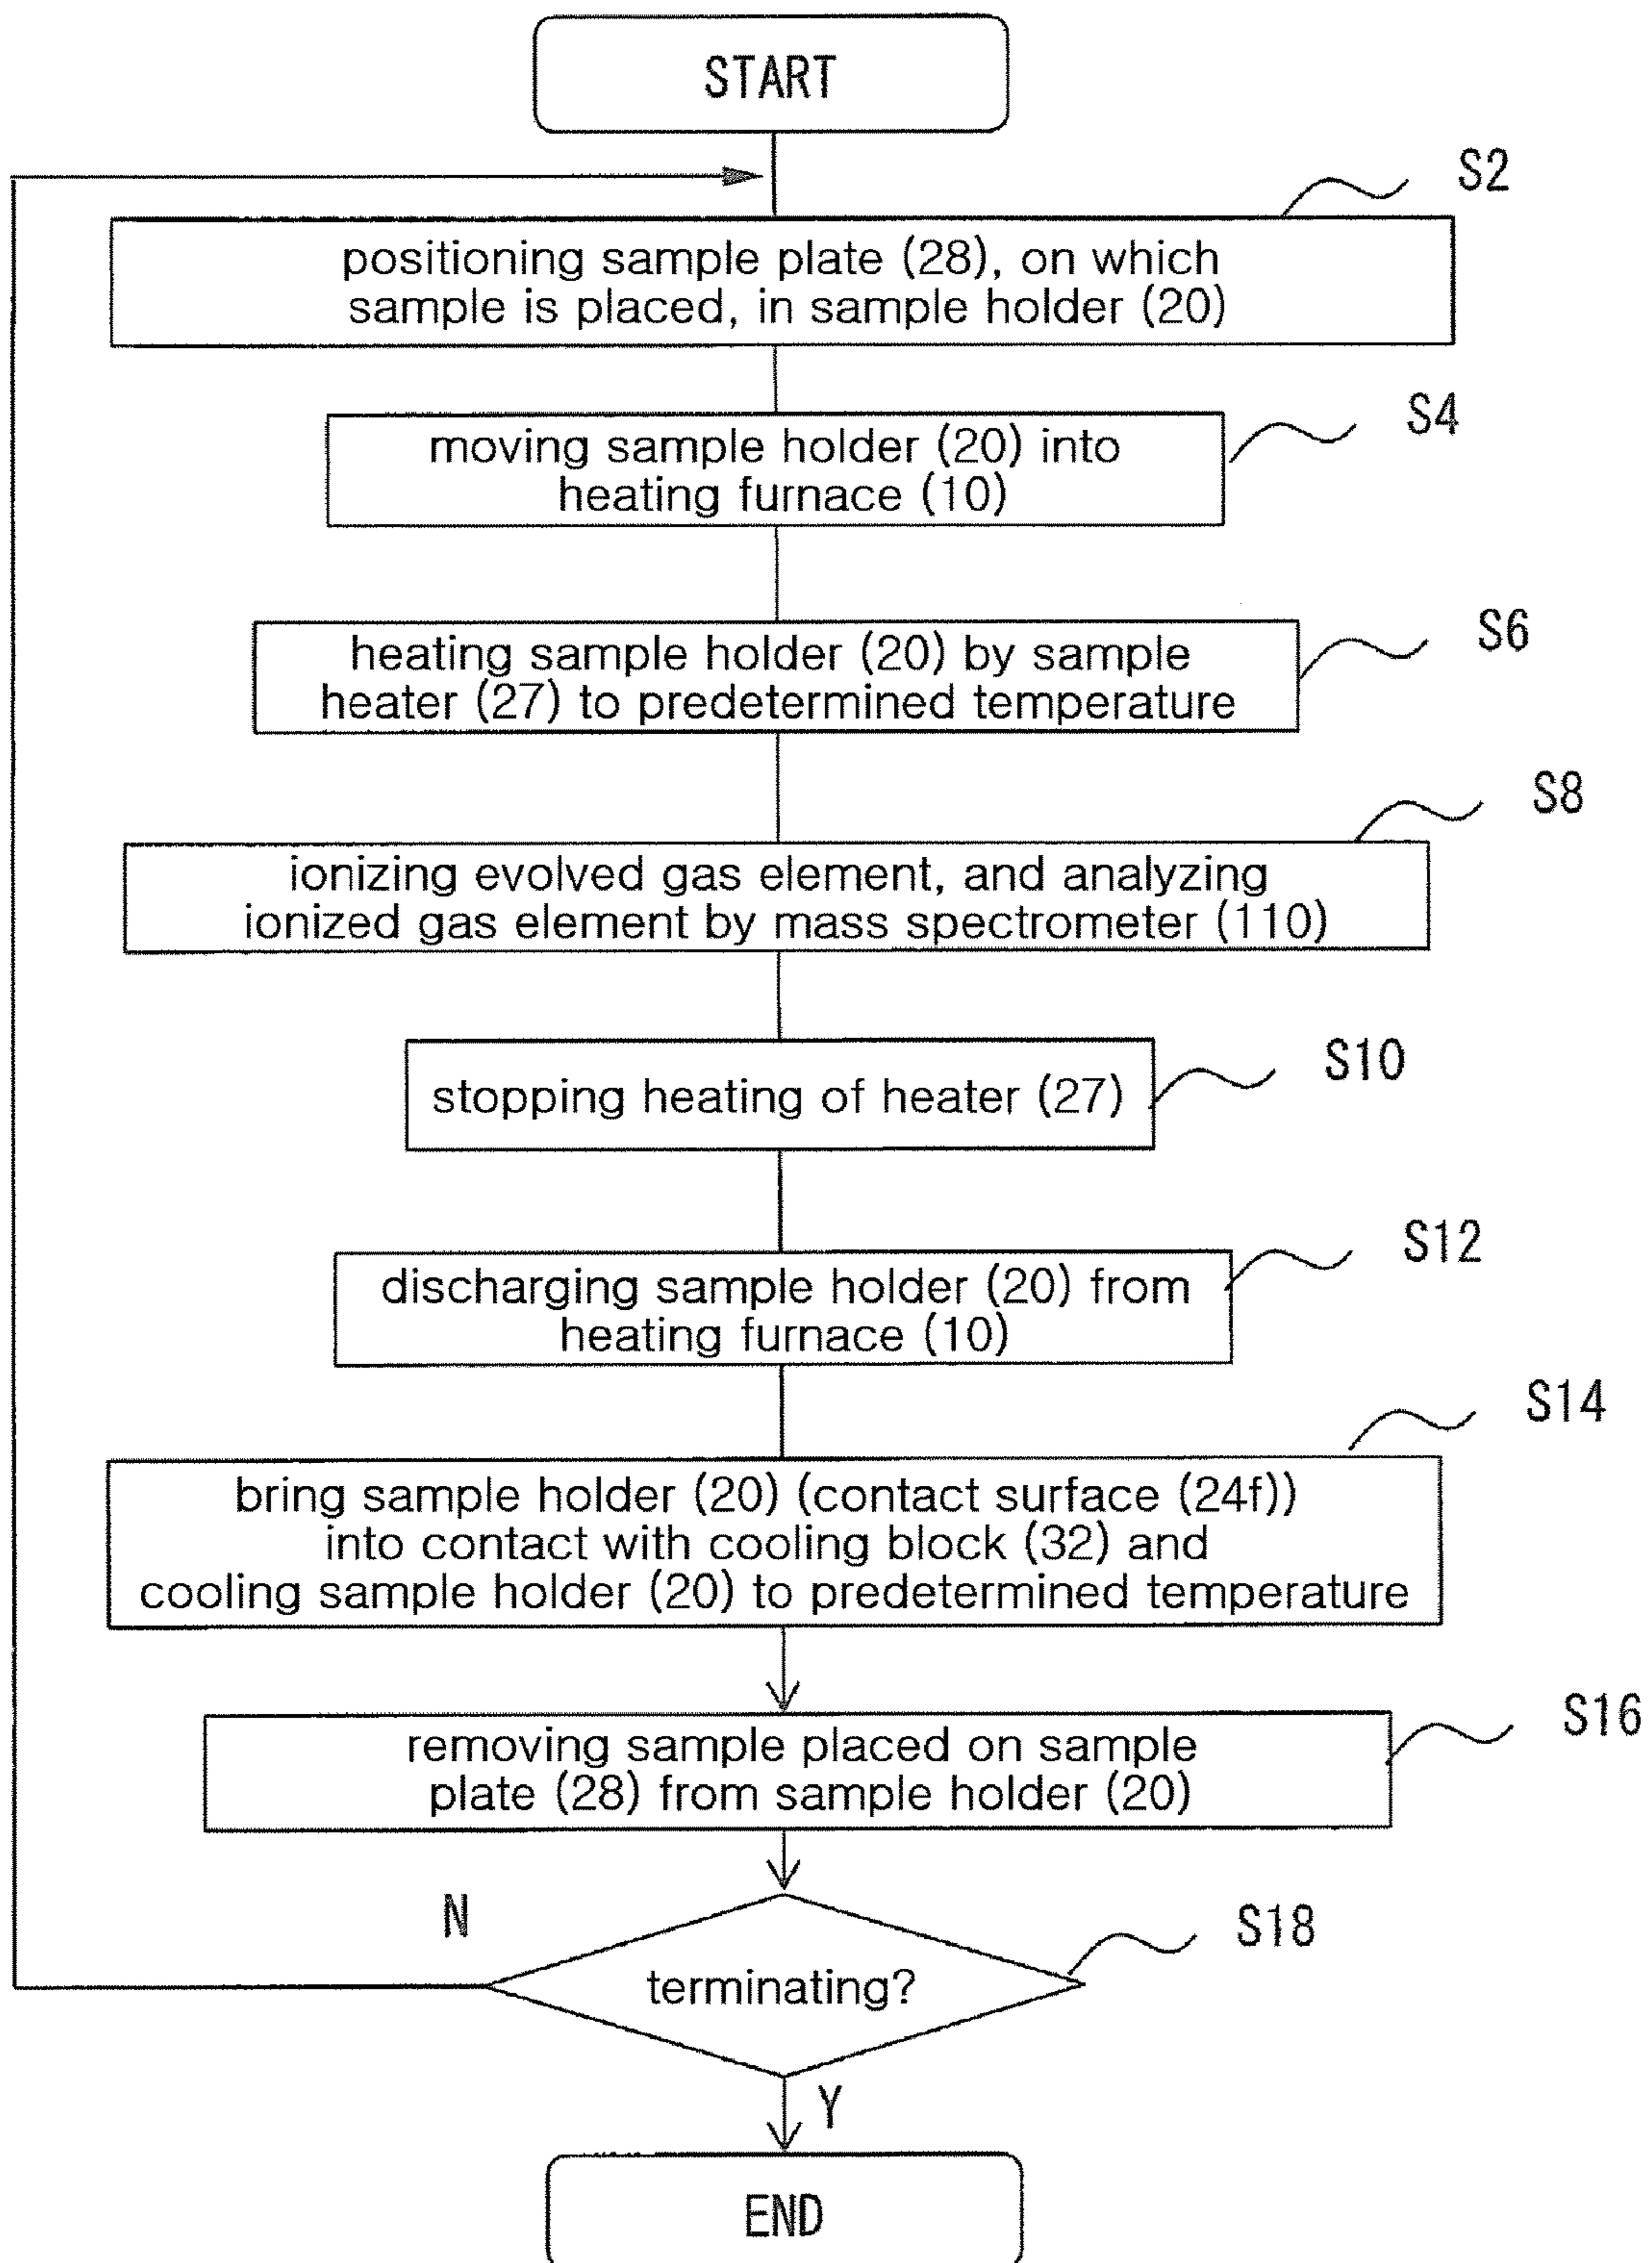 START
S2
positioning sample plate (28), on which
sample is placed, in sample holder (20)
S4
moving sample holder (20) into
heating furnace (10)
S6
heating sample holder (20) by sample
heater (27) to predetermined temperature
S8
ionizing evolved gas element, and analyzing
ionized gas element by mass spectrometer (110)
S10
stopping heating of heater (27)
S12
discharging sample holder (20) from
heating furnace (10)
S14
bring sample holder (20) (contact surface (24f))
into contact with cooling block (32) and
cooling sample holder (20) to predetermined temperature
S16
removing sample placed on sample
plate (28) from sample holder (20)
N
S18
terminating?
Y
END